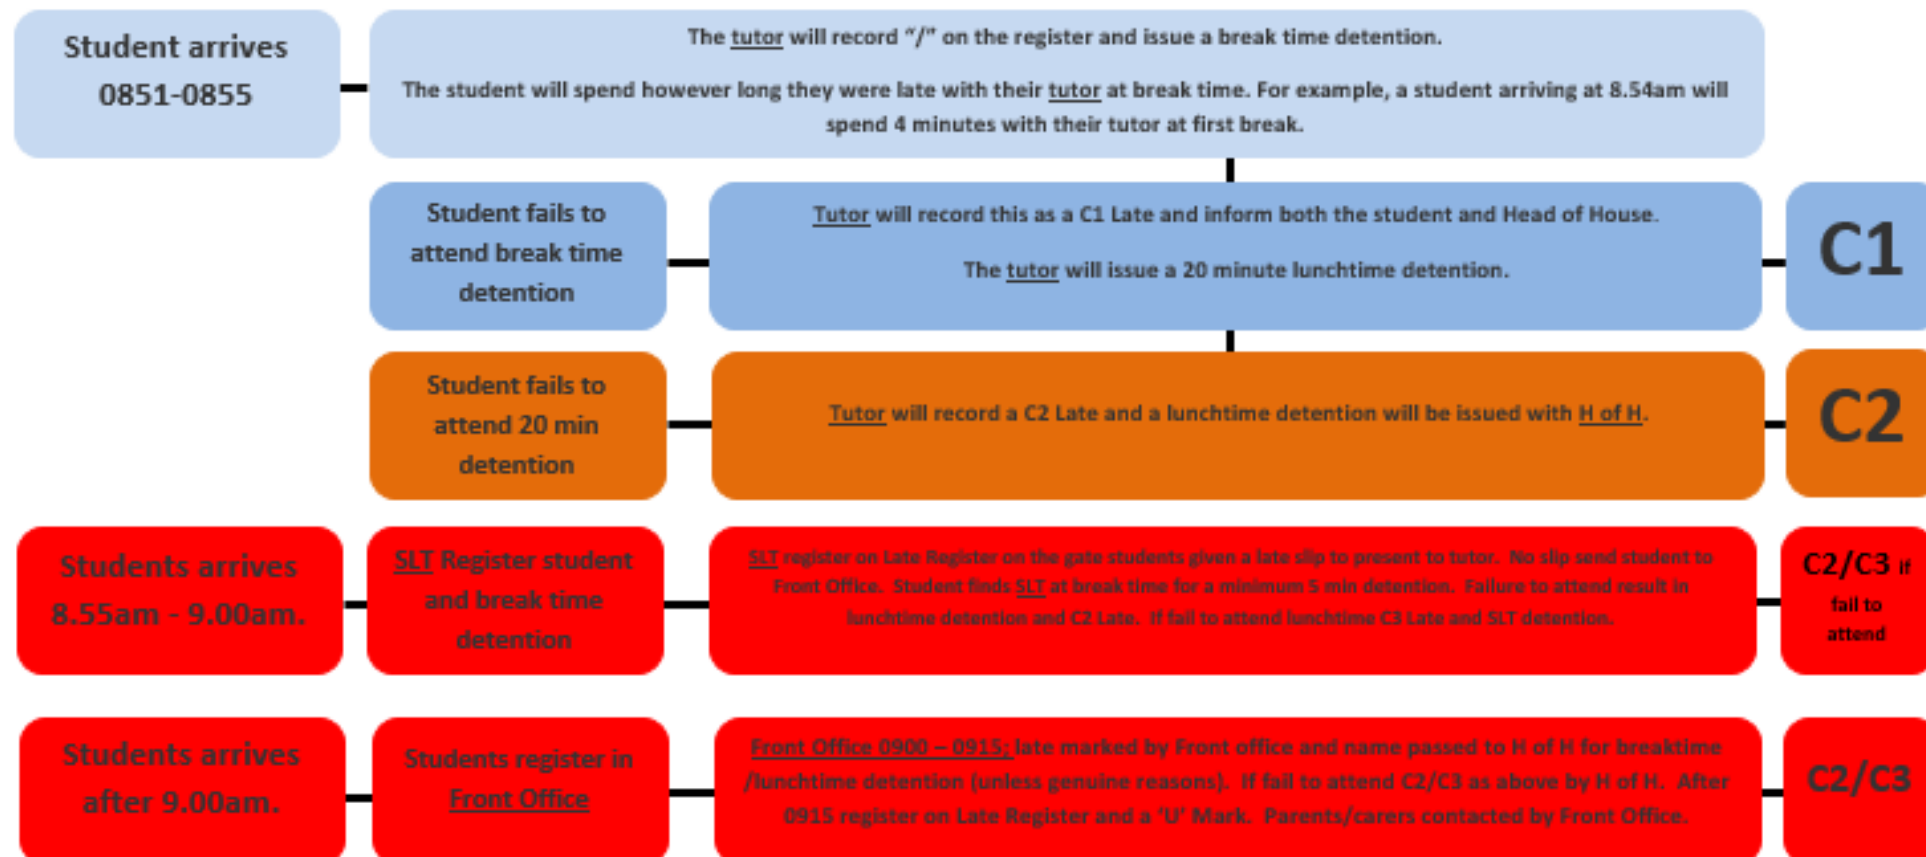 Student arrives
0851-0855
The tutor will record “/” on the register and issue a break time detention.
The student will spend however long they were late with their tutor at break time. For example, a student arriving at 8.54am will
spend 4 minutes with their tutor at first break.
Student fails to
attend break time
detention
Tutor will record this as a C1 Late and inform both the student and Head of House.
The tutor will issue a 20 minute lunchtime detention.
C1
Student fails to
attend 20 min
detention
Tutor will record a C2 Late and a lunchtime detention will be issued with H of H.
C2
Students arrives
8.55am - 9.00am.
SLT Register student
and break time
detention
SLT register on Late Register on the gate students given a late slip to present to tutor. No slip send student to
Front Office. Student finds SLT at break time for a minimum 5 min detention. Failure to attend result in
lunchtime detention and C2 Late. If fail to attend lunchtime C3 Late and SLT detention.
C2/C3 if
fail to
attend
Students arrives
after 9.00am.
Students register in
Front Office
Front Office 0900 – 0915; late marked by Front office and name passed to H of H for breaktime
/lunchtime detention (unless genuine reasons). If fail to attend C2/C3 as above by H of H. After
0915 register on Late Register and a ‘U’ Mark. Parents/carers contacted by Front Office.
C2/C3